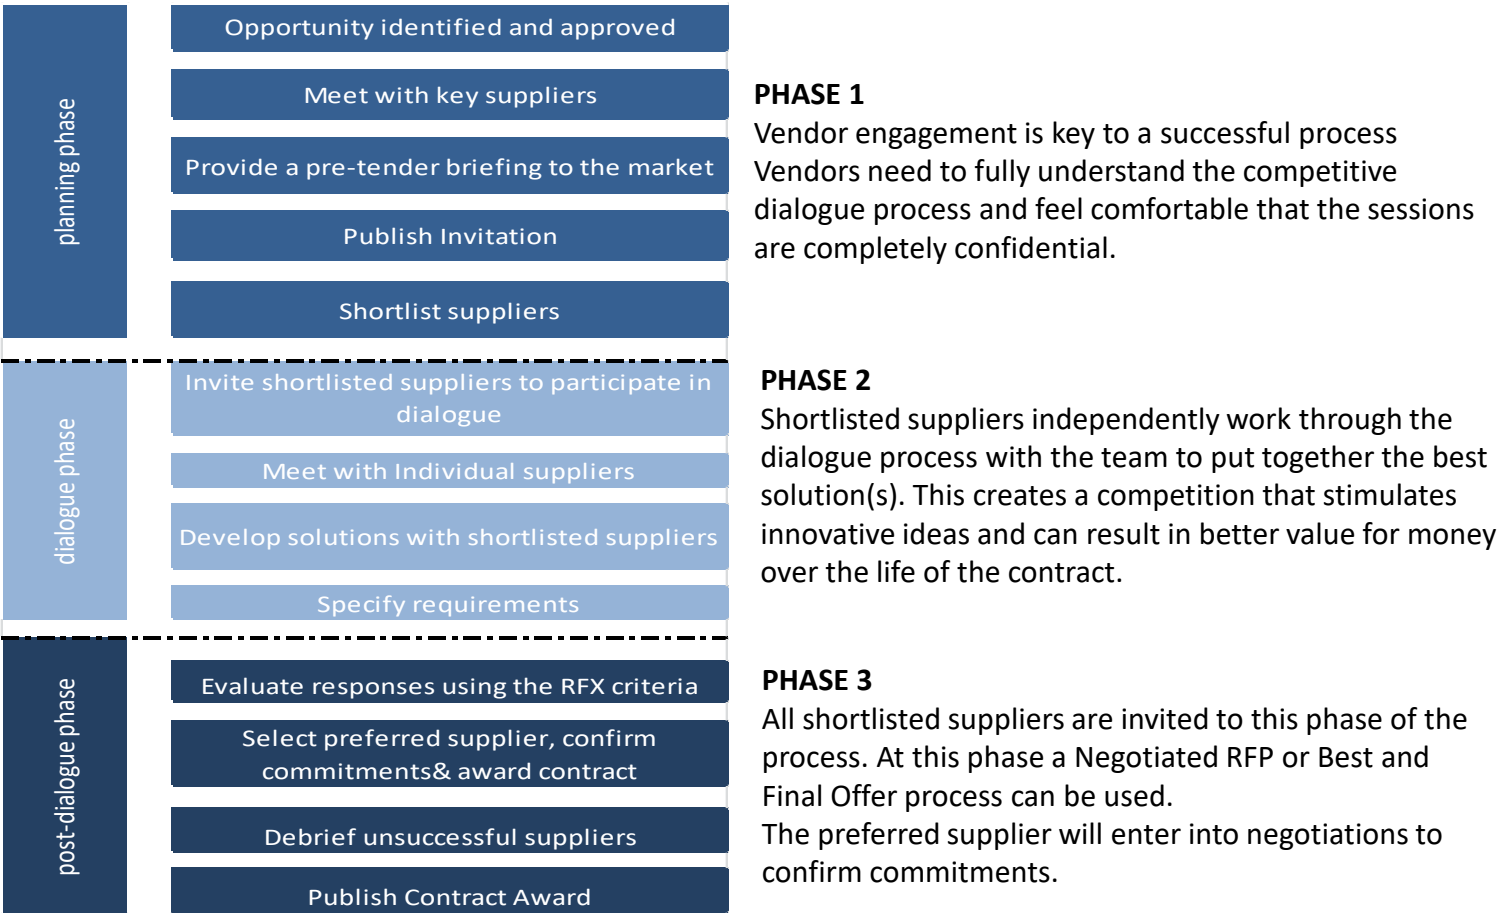 planning phase
Opportunity identified and approved
Meet with key suppliers
Provide a pre-tender briefing to the market
Publish Invitation
Shortlist suppliers
PHASE 1
Vendor engagement is key to a successful process
Vendors need to fully understand the competitive
dialogue process and feel comfortable that the sessions
are completely confidential.
dialogue phase
Invite shortlisted suppliers to participate in
dialogue
Meet with Individual suppliers
Develop solutions with shortlisted suppliers
Specify requirements
PHASE 2
Shortlisted suppliers independently work through the
dialogue process with the team to put together the best
solution(s). This creates a competition that stimulates
innovative ideas and can result in better value for money
over the life of the contract.
post-dialogue phase
Evaluate responses using the RFX criteria
Select preferred supplier, confirm
commitments& award contract
Debrief unsuccessful suppliers
Publish Contract Award
PHASE 3
All shortlisted suppliers are invited to this phase of the
process. At this phase a Negotiated RFP or Best and
Final Offer process can be used.
The preferred supplier will enter into negotiations to
confirm commitments.